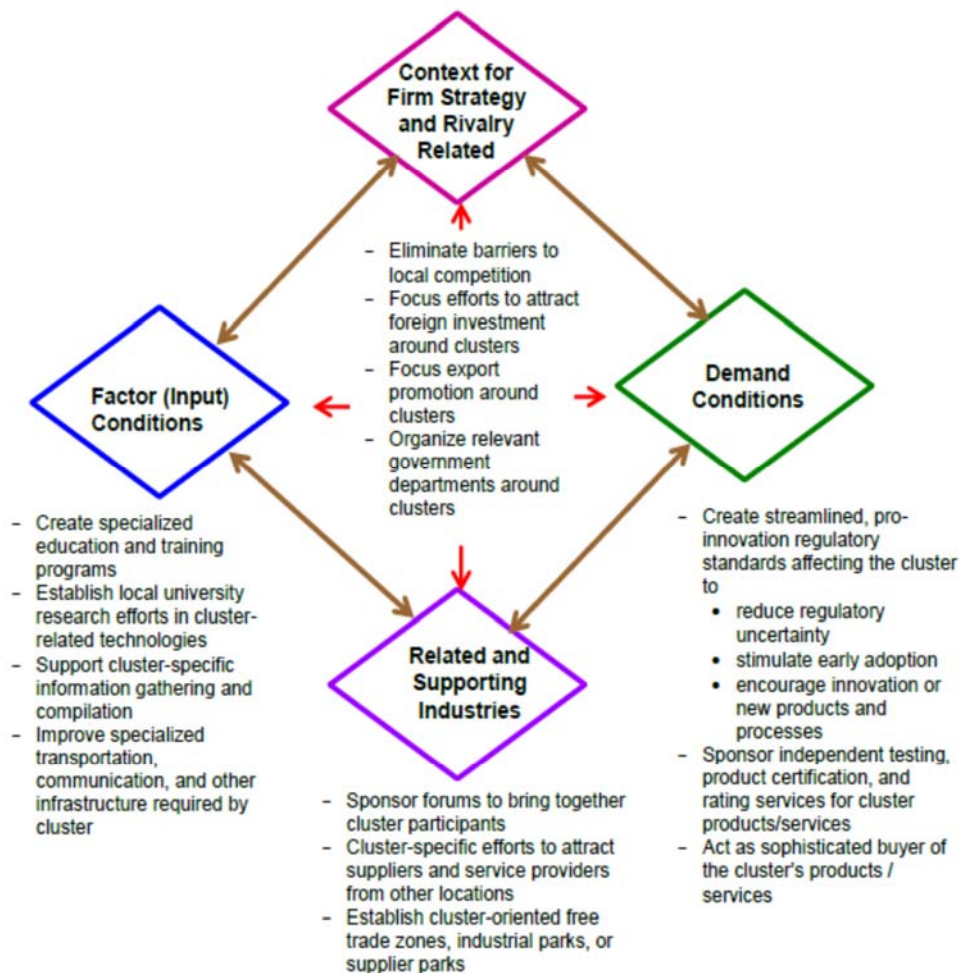 Context for
Firm Strategy
and Rivalry
Related
– Eliminate barriers to
local competition
– Focus efforts to attract
foreign investment
around clusters
– Focus export
promotion around
clusters
– Organize relevant
government
departments around
clusters
Factor (Input)
Conditions
– Create specialized
education and training
programs
– Establish local university
research efforts in cluster-
related technologies
– Support cluster-specific
information gathering and
compilation
– Improve specialized
transportation,
communication, and other
infrastructure required by
cluster
Demand
Conditions
– Create streamlined, pro-
innovation regulatory
standards affecting the cluster
to
• reduce regulatory
uncertainty
• stimulate early adoption
• encourage innovation or
new products and
processes
– Sponsor independent testing,
product certification, and
rating services for cluster
products/services
– Act as sophisticated buyer of
the cluster's products /
services
Related and
Supporting
Industries
– Sponsor forums to bring together
cluster participants
– Cluster-specific efforts to attract
suppliers and service providers
from other locations
– Establish cluster-oriented free
trade zones, industrial parks, or
supplier parks